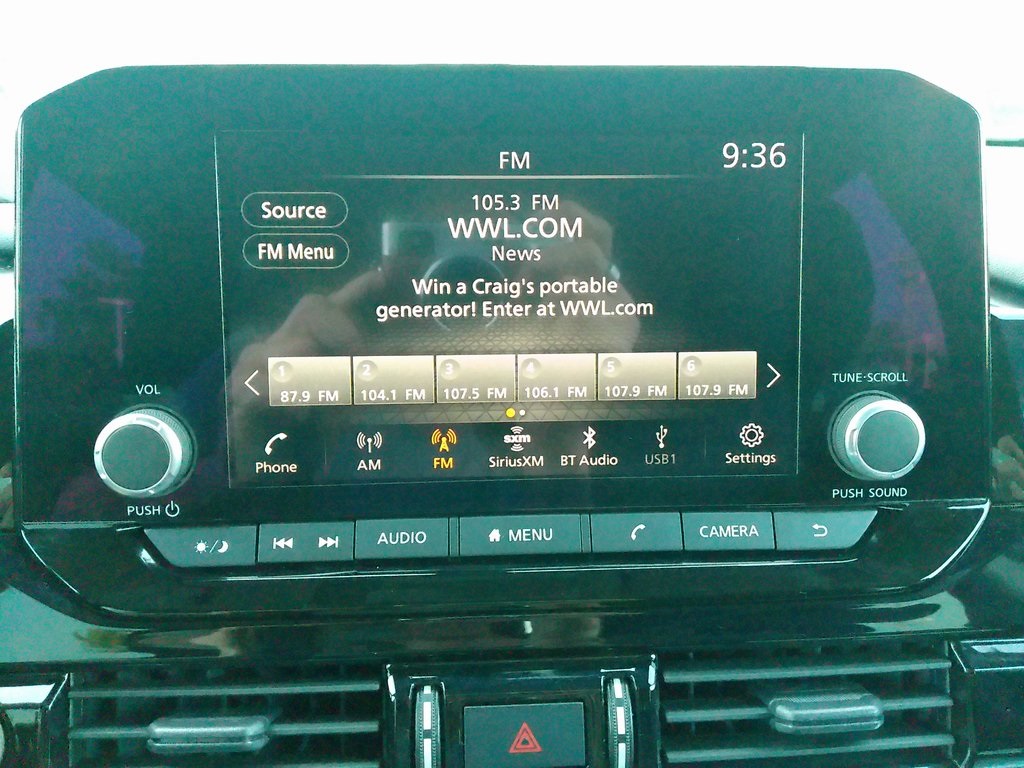 FM
9:36
Source
FM Menu
105.3 FM
WWL.COM
News
Win a Craig's portable
generator! Enter at WWL.com
1
87.9 FM
2
104.1 FM
3
107.5 FM
4
106.1 FM
5
107.9 FM
6
107.9 FM
Phone
AM
FM
sxm
SiriusXM
BT Audio
USB1
Settings
VOL
PUSH
TUNE·SCROLL
PUSH SOUND
AUDIO
MENU
CAMERA